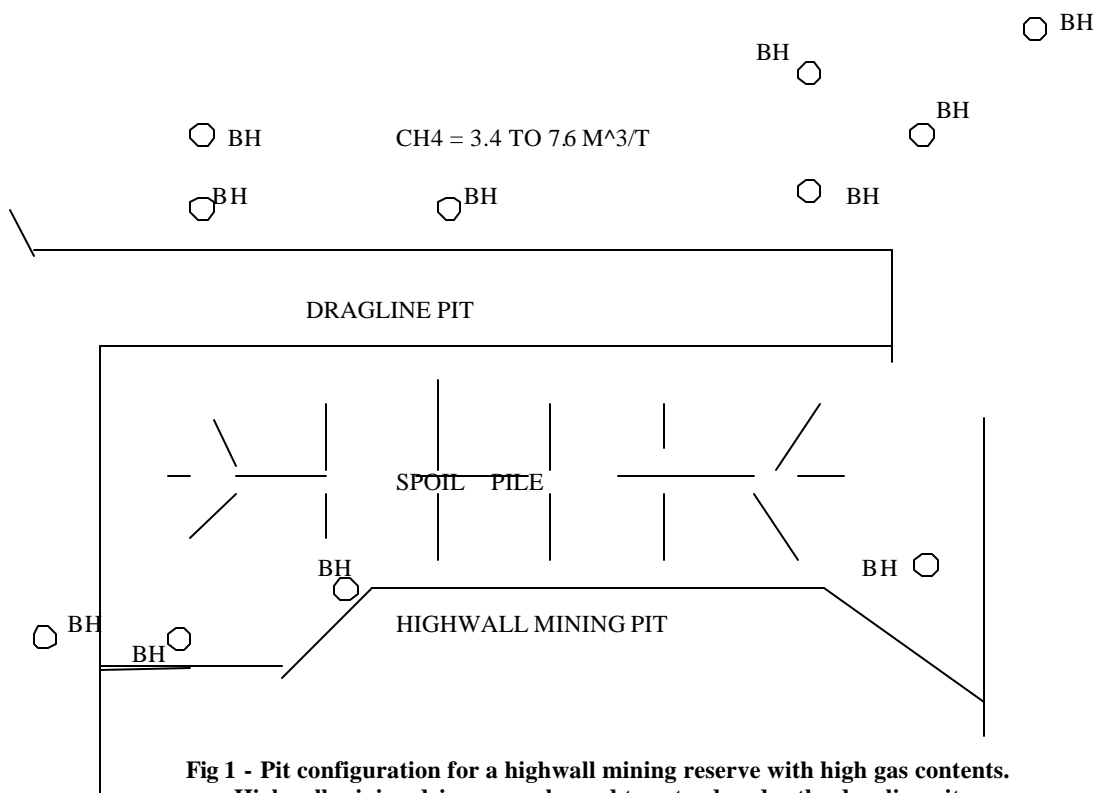 BH
BH
BH
BH
CH4 = 3.4 TO 7.6 M^3/T
BH
BH
BH
DRAGLINE PIT
SPOIL PILE
BH
BH
BH
HIGHWALL MINING PIT
BH
Fig 1 - Pit configuration for a highwall mining reserve with high gas contents.